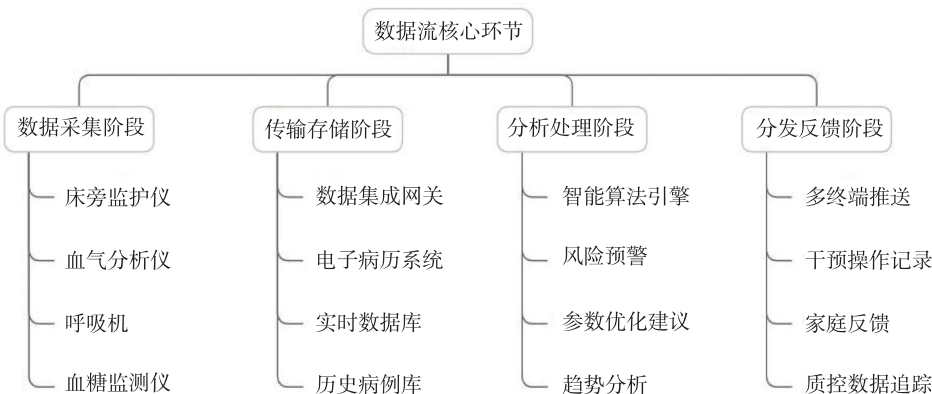 数据流核心环节
数据采集阶段
床旁监护仪
血气分析仪
呼吸机
血糖监测仪
传输存储阶段
数据集成网关
电子病历系统
实时数据库
历史病例库
分析处理阶段
智能算法引擎
风险预警
参数优化建议
趋势分析
分发反馈阶段
多终端推送
干预操作记录
家庭反馈
质控数据追踪